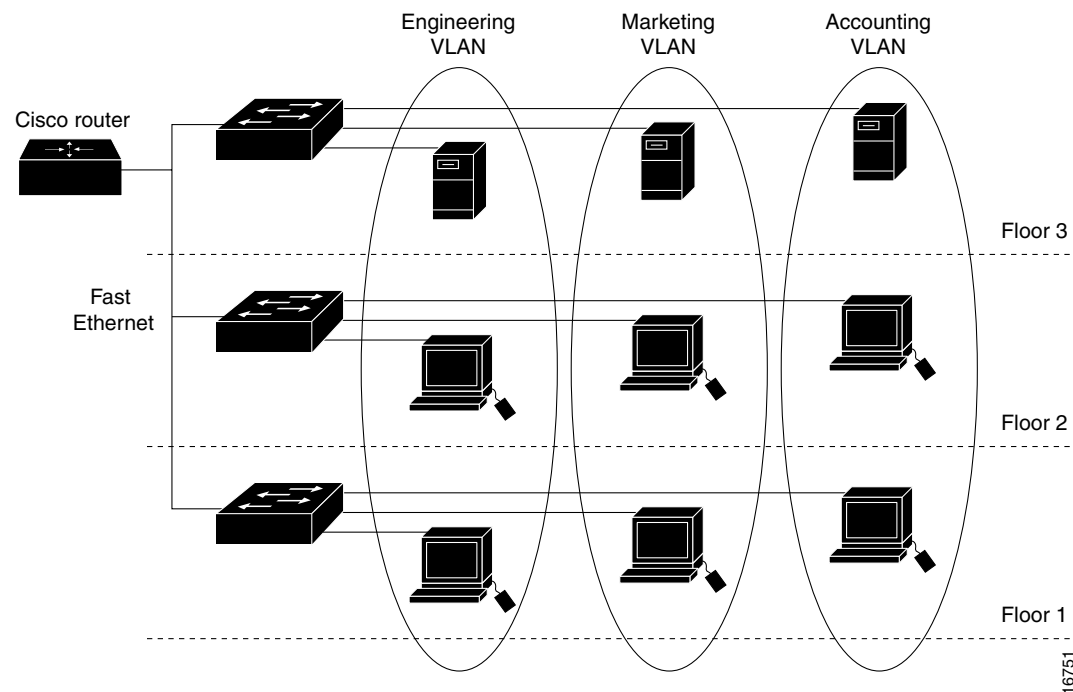 Engineering
VLAN
Marketing
VLAN
Accounting
VLAN
Cisco router
Floor 3
Fast
Ethernet
Floor 2
Floor 1
16751